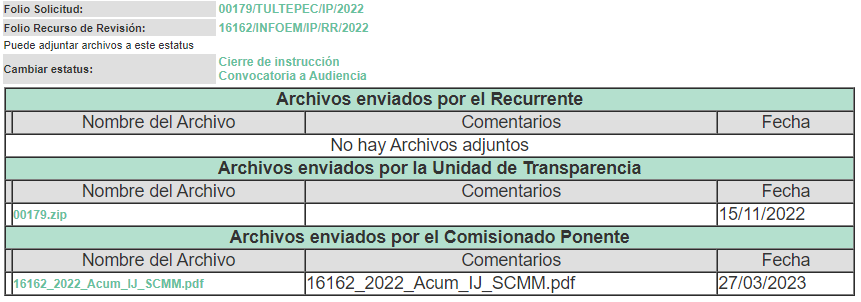 Folio Solicitud: 00179/TULTEPEC/IP/2022
Folio Recurso de Revisión: 16162/INFOEM/IP/RR/2022
Puede adjuntar archivos a este estatus
Cambiar estatus: Cierre de instrucción
Convocatoria a Audiencia
Archivos enviados por el Recurrente
Nombre del Archivo Comentarios Fecha
No hay Archivos adjuntos
Archivos enviados por la Unidad de Transparencia
Nombre del Archivo Comentarios Fecha
00179.zip 15/11/2022
Archivos enviados por el Comisionado Ponente
Nombre del Archivo Comentarios Fecha
16162_2022_Acum_IJ_SCMM.pdf 16162_2022_Acum_IJ_SCMM.pdf 27/03/2023